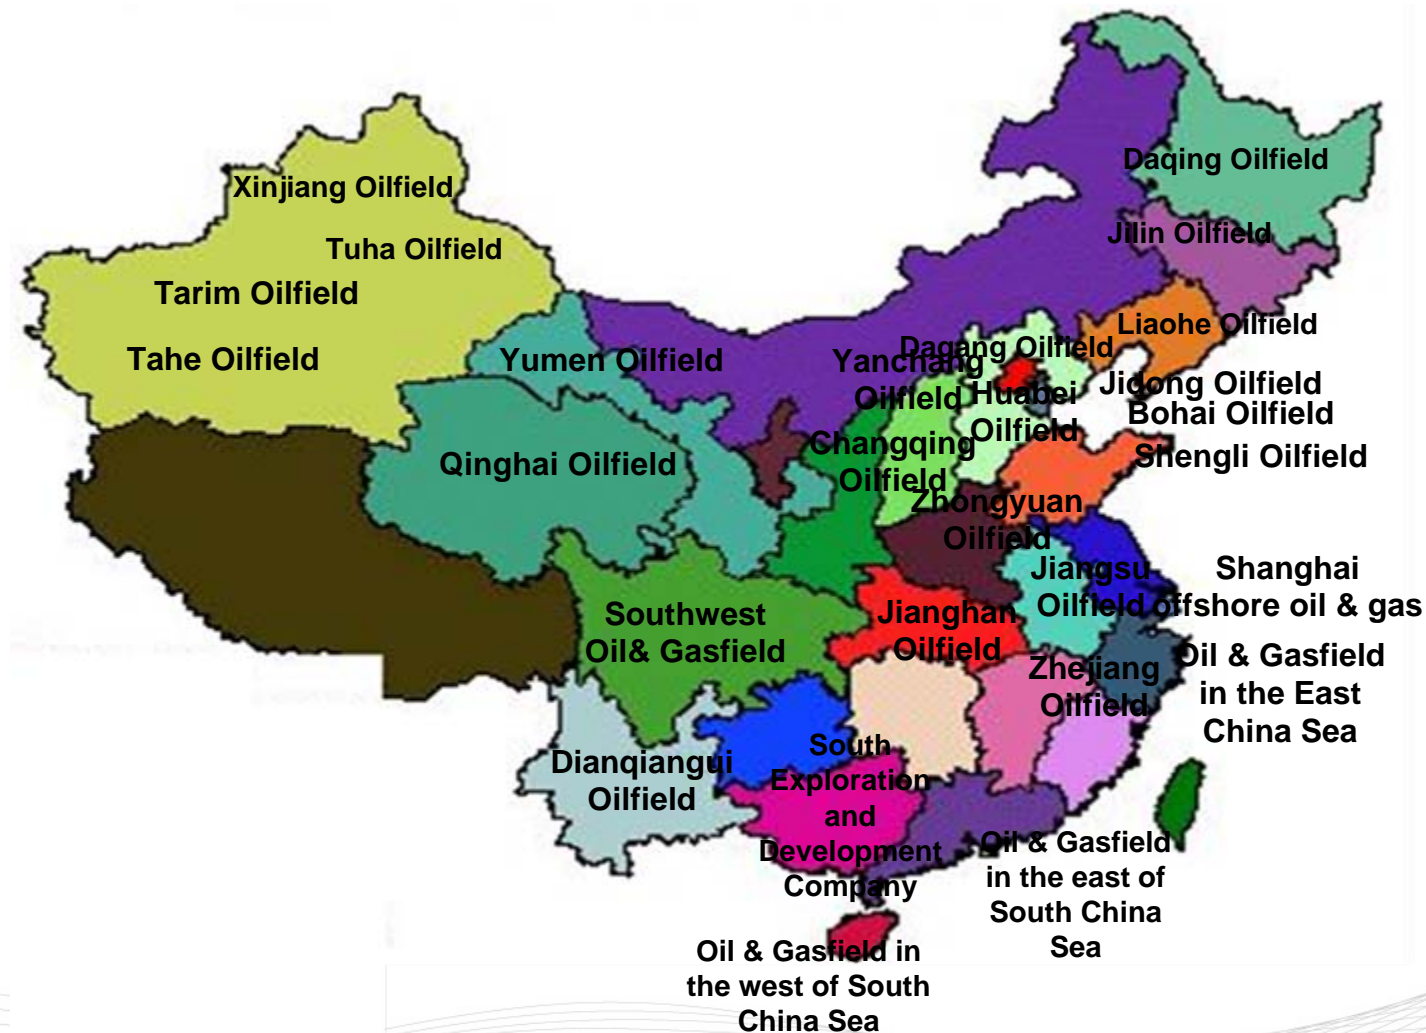 Daqing Oilfield
Xinjiang Oilfield
Jilin Oilfield
Tuha Oilfield
Tarim Oilfield
Liaohe Oilfield
Dagang Oilfield
Tahe Oilfield
Yumen Oilfield
Yanchang
Oilfield
Huabei
Oilfield
Jidong Oilfield
Bohai Oilfield
Changqing
Oilfield
Shengli Oilfield
Qinghai Oilfield
Zhongyuan
Oilfield
Jiangsu
Oilfield
Shanghai
offshore oil & gas
Southwest
Oil& Gasfield
Jianghan
Oilfield
Zhejiang
Oilfield
Oil & Gasfield
in the East
China Sea
Dianqiangui
Oilfield
South
Exploration
and
Development
Company
Oil & Gasfield
in the east of
South China
Sea
Oil & Gasfield in
the west of South
China Sea